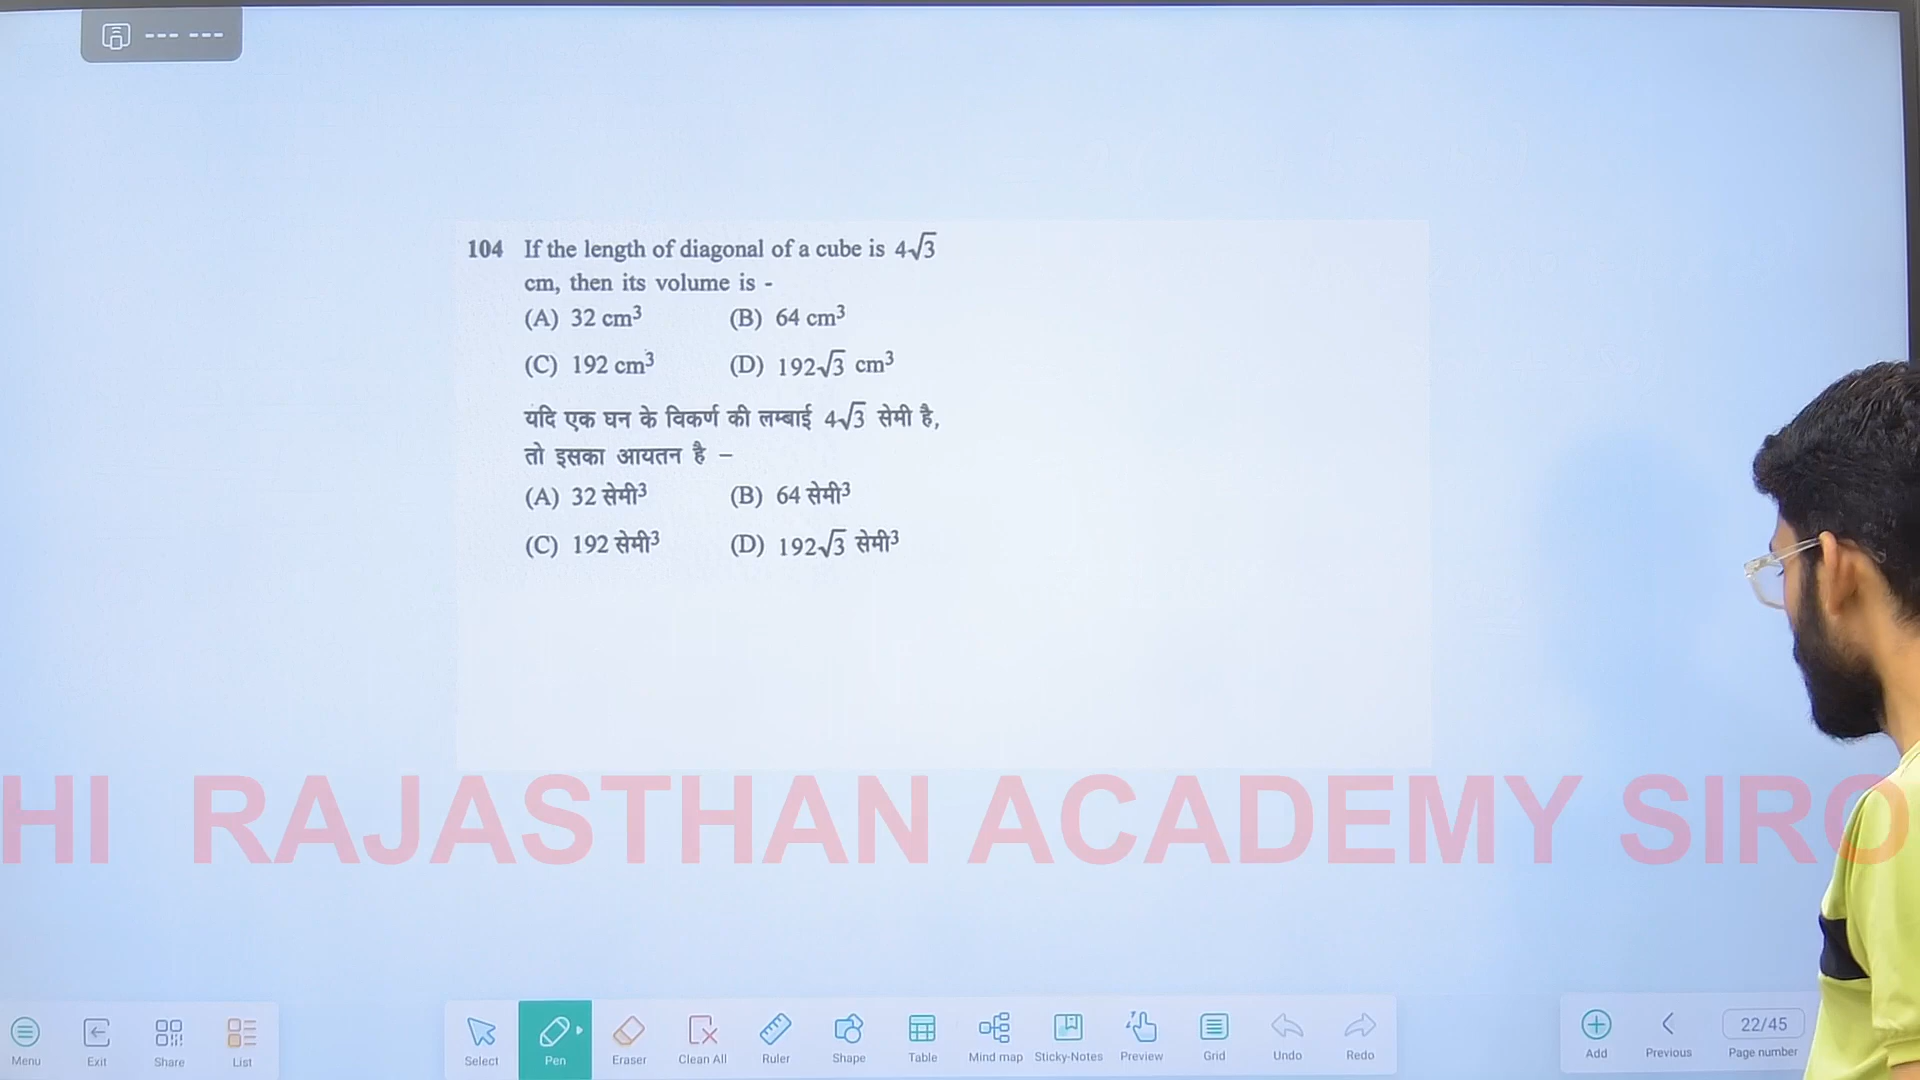 --- ---
104 If the length of diagonal of a cube is 4√3
cm, then its volume is -
(A) 32 cm³ (B) 64 cm³
(C) 192 cm³ (D) 192√3 cm³
यदि एक घन के विकर्ण की लम्बाई 4√3 सेमी है,
तो इसका आयतन है –
(A) 32 सेमी³ (B) 64 सेमी³
(C) 192 सेमी³ (D) 192√3 सेमी³
HI RAJASTHAN ACADEMY SIRO
Menu Exit Share List Select Pen Eraser Clean All Ruler Shape Table Mind map Sticky-Notes Preview Grid Undo Redo Add Previous 22/45 Page number